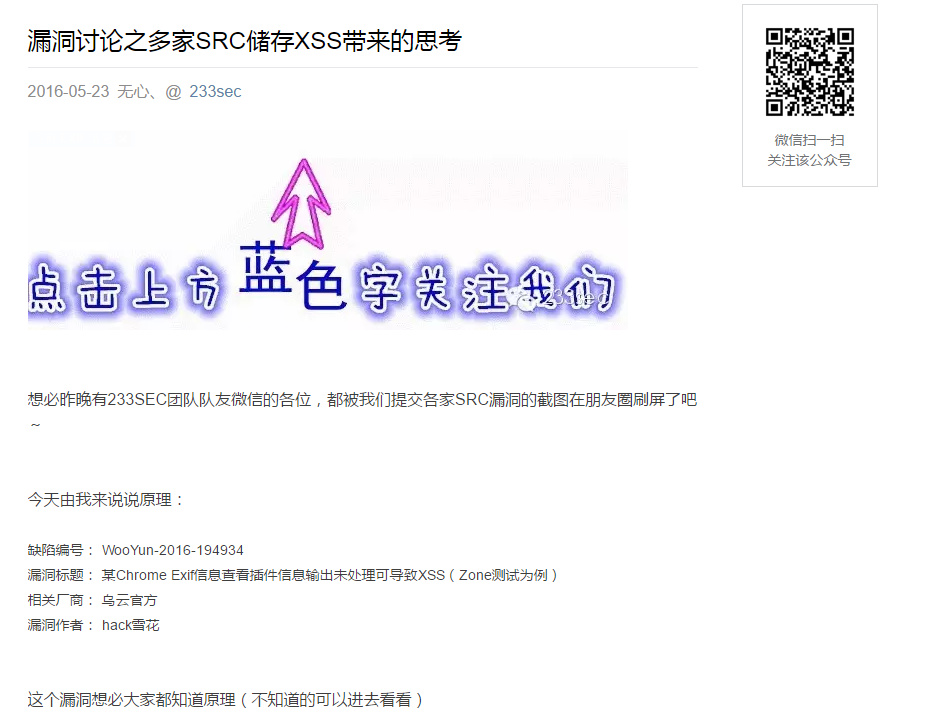 漏洞讨论之多家SRC储存XSS带来的思考
2016-05-23 无心、@ 233sec
微信扫一扫
关注该公众号
点击上方蓝色字关注我们
233sec
想必昨晚有233SEC团队队友微信的各位，都被我们提交各家SRC漏洞的截图在朋友圈刷屏了吧
～
今天由我来说说原理：
缺陷编号： WooYun-2016-194934
漏洞标题： 某Chrome Exif信息查看插件信息输出未处理可导致XSS（Zone测试为例）
相关厂商： 乌云官方
漏洞作者： hack雪花
这个漏洞想必大家都知道原理（不知道的可以进去看看）